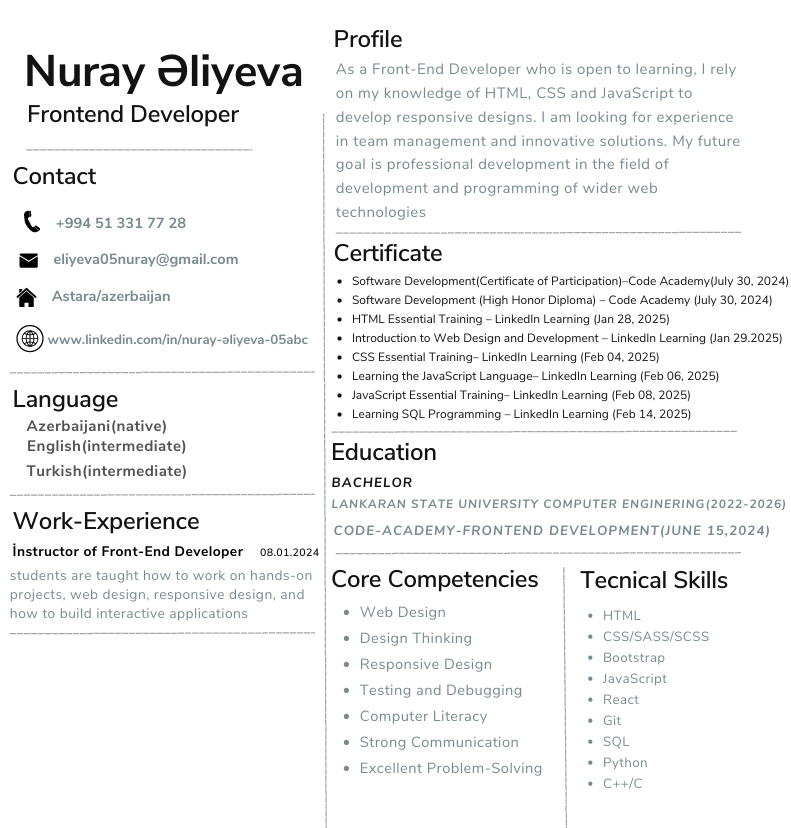 Nuray Əliyeva
Frontend Developer
Contact
+994 51 331 77 28
eliyeva05nuray@gmail.com
Astara/azerbaijan
www.linkedin.com/in/nuray-əliyeva-05abc
Language
Azerbaijani(native)
English(intermediate)
Turkish(intermediate)
Work-Experience
İnstructor of Front-End Developer 08.01.2024
students are taught how to work on hands-on
projects, web design, responsive design, and
how to build interactive applications
Profile
As a Front-End Developer who is open to learning, I rely
on my knowledge of HTML, CSS and JavaScript to
develop responsive designs. I am looking for experience
in team management and innovative solutions. My future
goal is professional development in the field of
development and programming of wider web
technologies
Certificate
• Software Development(Certificate of Participation)–Code Academy(July 30, 2024)
• Software Development (High Honor Diploma) – Code Academy (July 30, 2024)
• HTML Essential Training – LinkedIn Learning (Jan 28, 2025)
• Introduction to Web Design and Development – LinkedIn Learning (Jan 29.2025)
• CSS Essential Training– LinkedIn Learning (Feb 04, 2025)
• Learning the JavaScript Language– LinkedIn Learning (Feb 06, 2025)
• JavaScript Essential Training– LinkedIn Learning (Feb 08, 2025)
• Learning SQL Programming – LinkedIn Learning (Feb 14, 2025)
Education
BACHELOR
LANKARAN STATE UNIVERSITY COMPUTER ENGINERING(2022-2026)
CODE-ACADEMY-FRONTEND DEVELOPMENT(JUNE 15,2024)
Core Competencies
• Web Design
• Design Thinking
• Responsive Design
• Testing and Debugging
• Computer Literacy
• Strong Communication
• Excellent Problem-Solving
Tecnical Skills
• HTML
• CSS/SASS/SCSS
• Bootstrap
• JavaScript
• React
• Git
• SQL
• Python
• C++/C